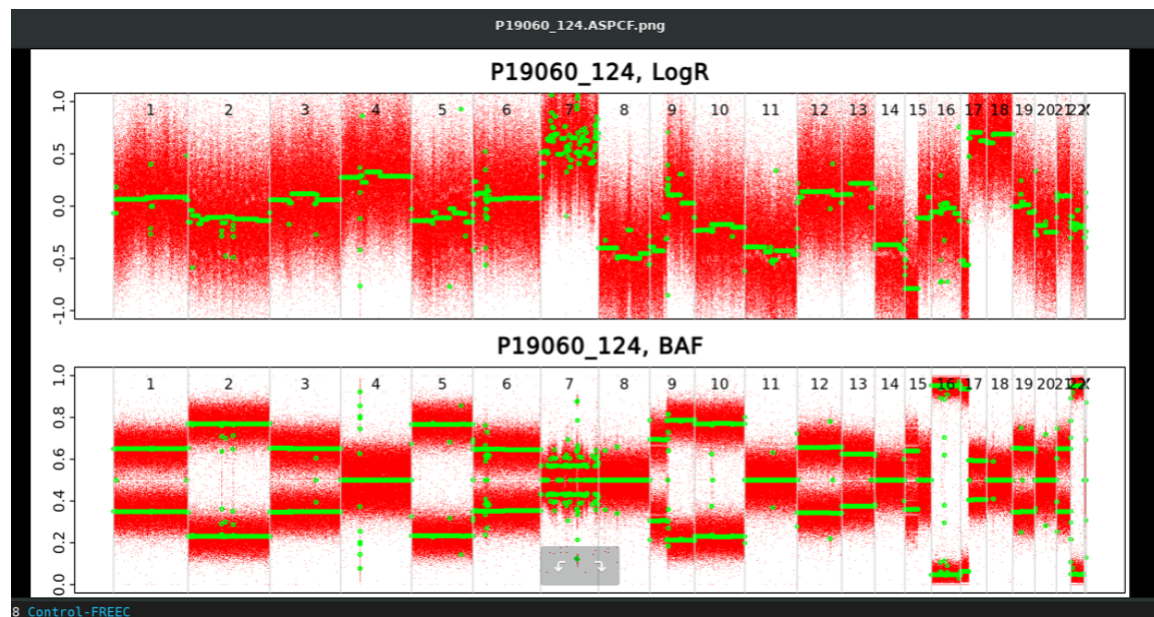 P19060_124.ASPCF.png
P19060_124, LogR
1 2 3 4 5 6 7 8 9 10 11 12 13 14 15 16 17 18 19 20 21 22 X
1.0
0.5
0.0
-0.5
-1.0
P19060_124, BAF
1 2 3 4 5 6 7 8 9 10 11 12 13 14 15 16 17 18 19 20 21 22 X
1.0
0.8
0.6
0.4
0.2
0.0
8 Control-FREEC